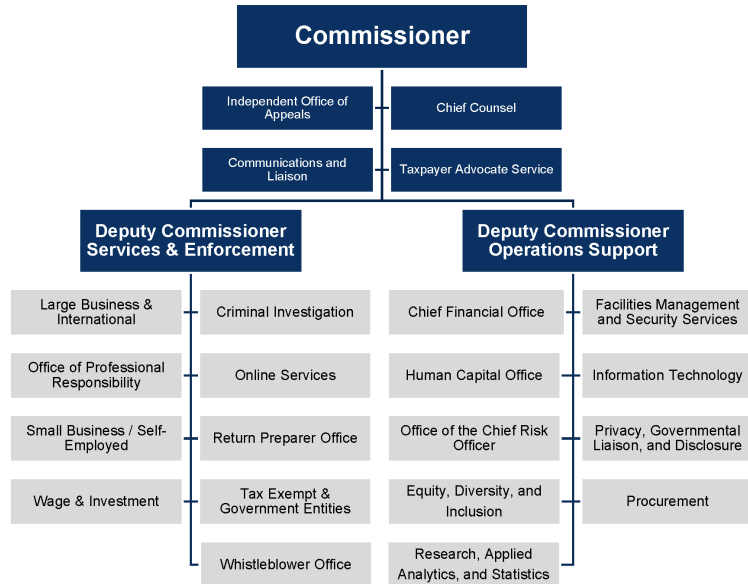 Commissioner
Independent Office of
Appeals
Chief Counsel
Communications and
Liaison
Taxpayer Advocate Service
Deputy Commissioner
Services & Enforcement
Deputy Commissioner
Operations Support
Large Business &
International
Criminal Investigation
Chief Financial Office
Facilities Management
and Security Services
Office of Professional
Responsibility
Online Services
Human Capital Office
Information Technology
Small Business / Self-
Employed
Return Preparer Office
Office of the Chief Risk
Officer
Privacy, Governmental
Liaison, and Disclosure
Wage & Investment
Tax Exempt &
Government Entities
Equity, Diversity, and
Inclusion
Procurement
Whistleblower Office
Research, Applied
Analytics, and Statistics